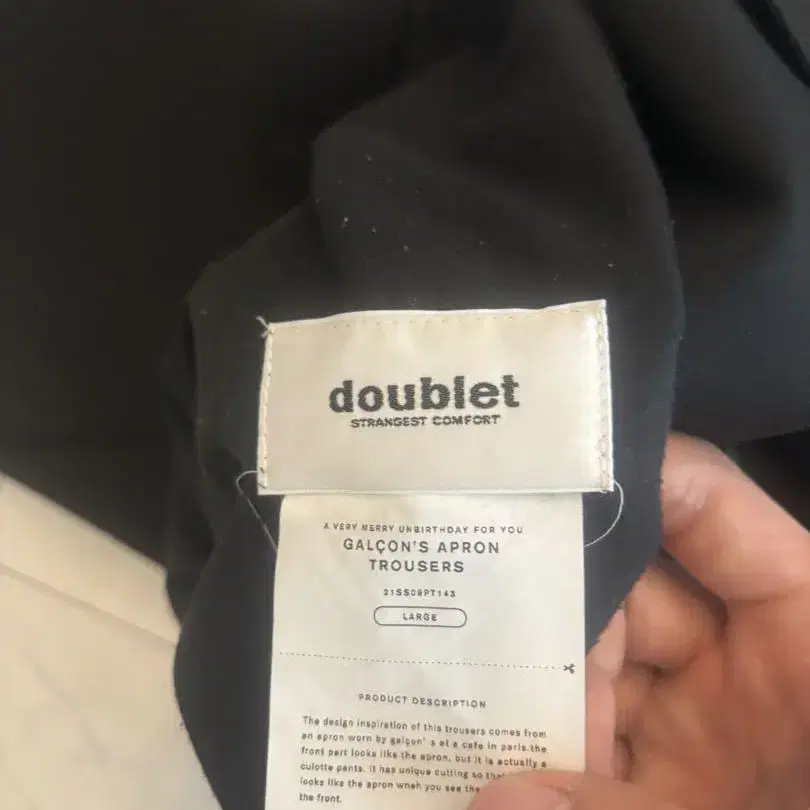 doublet
STRANGEST COMFORT
A VERY MERRY UNBIRTHDAY FOR YOU
GALÇON'S APRON
TROUSERS
21SS09PT143
LARGE
PRODUCT DESCRIPTION
The design inspiration of this trousers comes from
an apron worn by galçon' s at a cafe in paris.the
front part looks like the apron, but it is actually a
culotte pants. it has unique cutting so that
looks like the apron wneh you see the
the front.